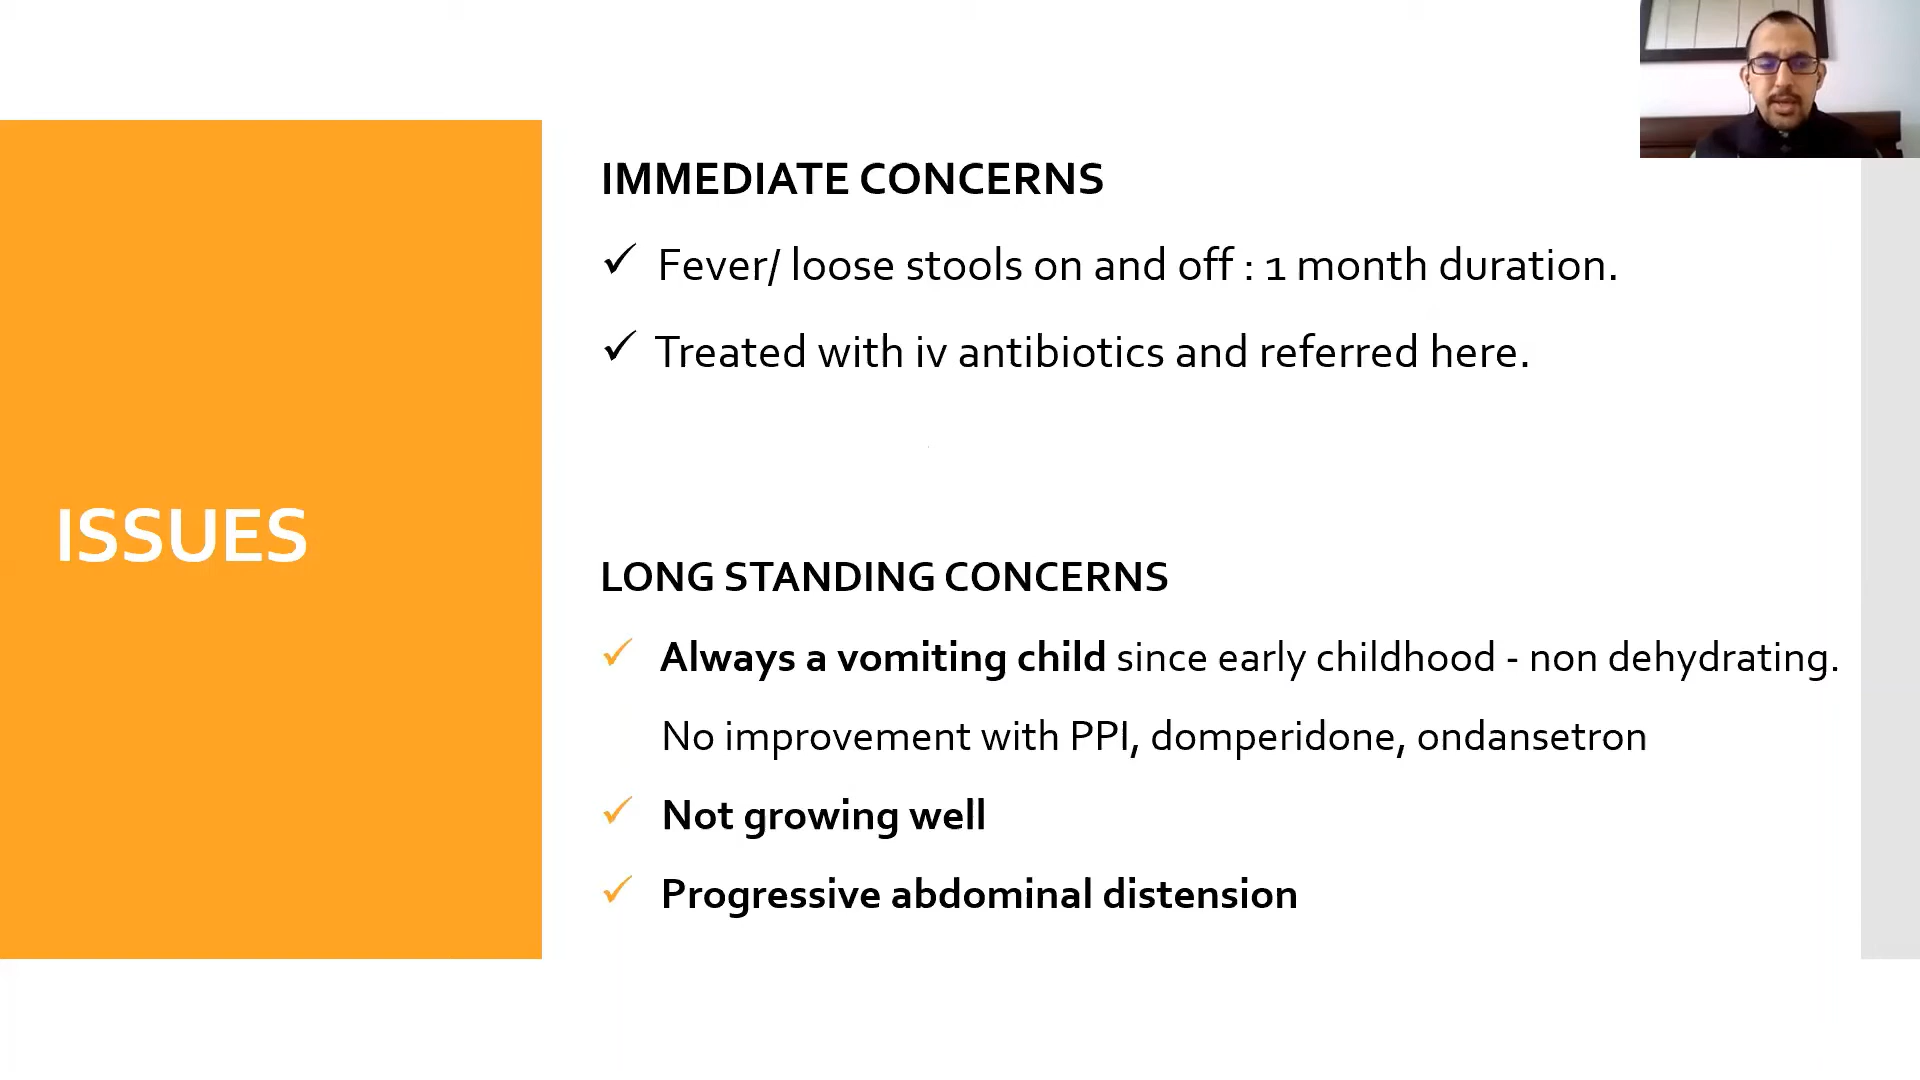 ISSUES
IMMEDIATE CONCERNS
✓ Fever/ loose stools on and off : 1 month duration.
✓ Treated with iv antibiotics and referred here.
LONG STANDING CONCERNS
✓ Always a vomiting child since early childhood - non dehydrating.
No improvement with PPI, domperidone, ondansetron
✓ Not growing well
✓ Progressive abdominal distension